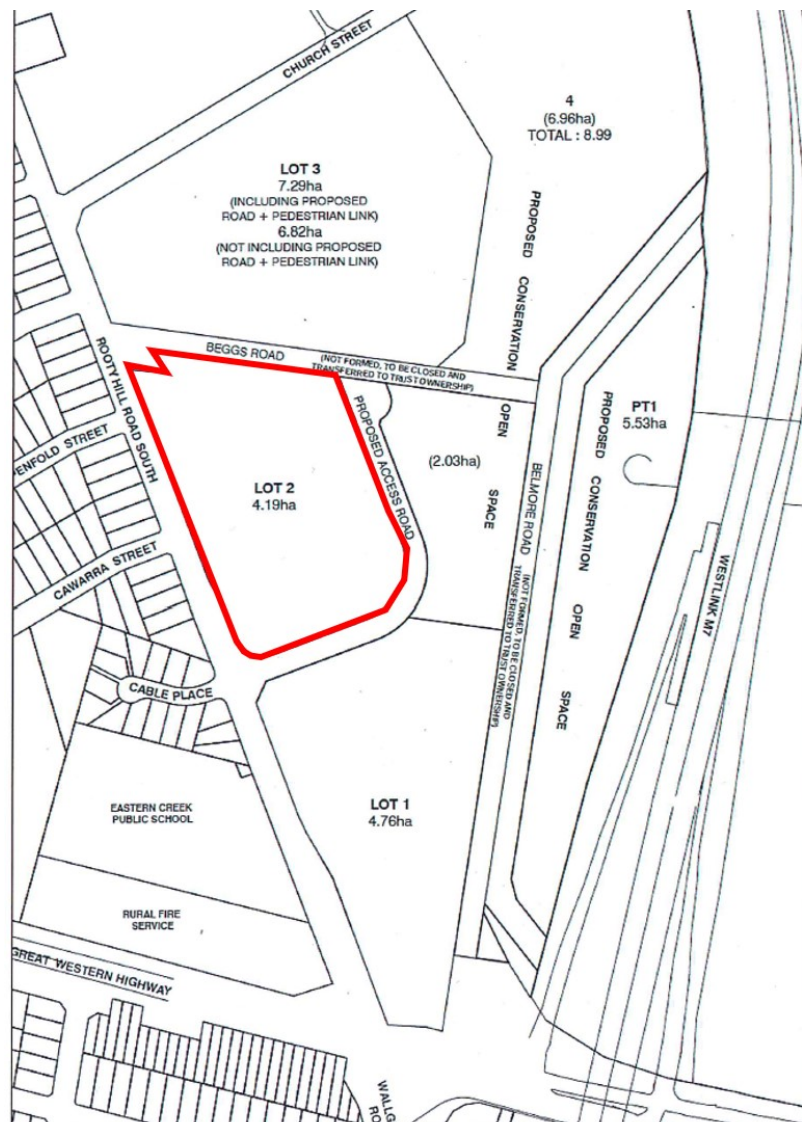 CHURCH STREET
4
(6.96ha)
TOTAL : 8.99
LOT 3
7.29ha
(INCLUDING PROPOSED
ROAD + PEDESTRIAN LINK)
6.82ha
(NOT INCLUDING PROPOSED
ROAD + PEDESTRIAN LINK)
PROPOSED CONSERVATION
OPEN
SPACE
BEGGS ROAD
(NOT FORMED, TO BE CLOSED AND
TRANSFERRED TO TRUST OWNERSHIP)
ROOTY HILL ROAD SOUTH
PENFOLD STREET
CAWARRA STREET
PROPOSED ACCESS ROAD
LOT 2
4.19ha
(2.03ha)
BELMORE ROAD
(NOT FORMED, TO BE CLOSED AND
TRANSFERRED TO TRUST OWNERSHIP)
PT1
5.53ha
PROPOSED CONSERVATION OPEN SPACE
WESTLINK M7
CABLE PLACE
LOT 1
4.76ha
EASTERN CREEK
PUBLIC SCHOOL
RURAL FIRE
SERVICE
GREAT WESTERN HIGHWAY